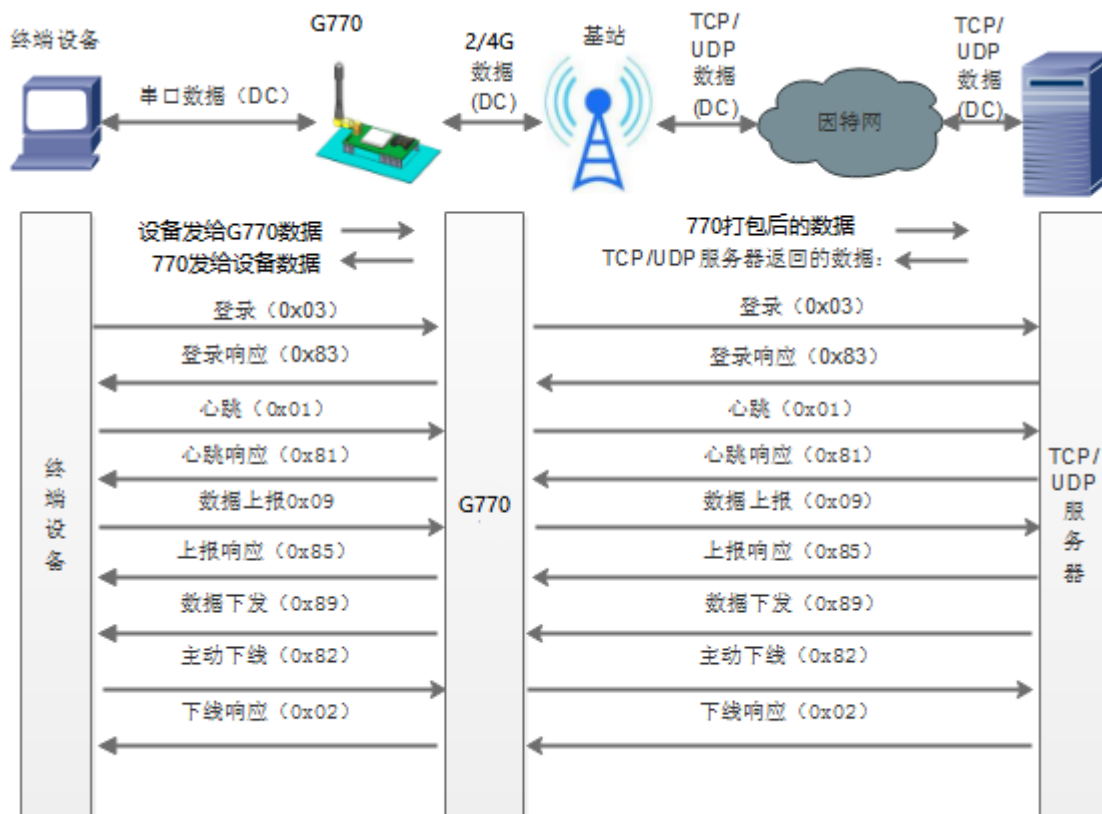 终端设备
G770
2/4G
数据
(DC)
基站
TCP/
UDP
数据
(DC)
TCP/
UDP
数据
(DC)
串口数据（DC）
因特网
设备发给G770数据
770打包后的数据
770发给设备数据
TCP/UDP服务器返回的数据：
登录（0x03）
登录（0x03）
登录响应（0x83）
登录响应（0x83）
心跳（0x01）
心跳（0x01）
心跳响应（0x81）
心跳响应（0x81）
数据上报0x09
数据上报（0x09）
上报响应（0x85）
上报响应（0x85）
数据下发（0x89）
数据下发（0x89）
主动下线（0x82）
主动下线（0x82）
下线响应（0x02）
下线响应（0x02）
终
端
设
备
G770
TCP/
UDP
服
务
器